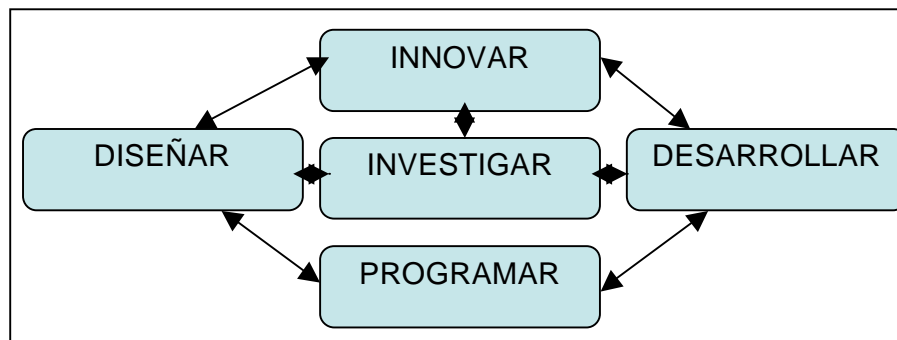 INNOVAR
DISEÑAR
INVESTIGAR
DESARROLLAR
PROGRAMAR